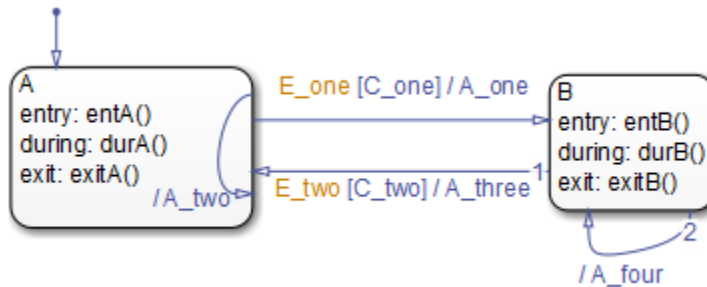 A
entry: entA()
during: durA()
exit: exitA()
/ A_two
E_one [C_one] / A_one
E_two [C_two] / A_three
1
B
entry: entB()
during: durB()
exit: exitB()
2
/ A_four